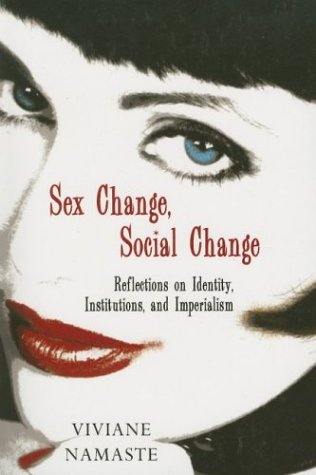 Sex Change,
Social Change
Reflections on Identity,
Institutions, and Imperialism
VIVIANE
NAMASTE